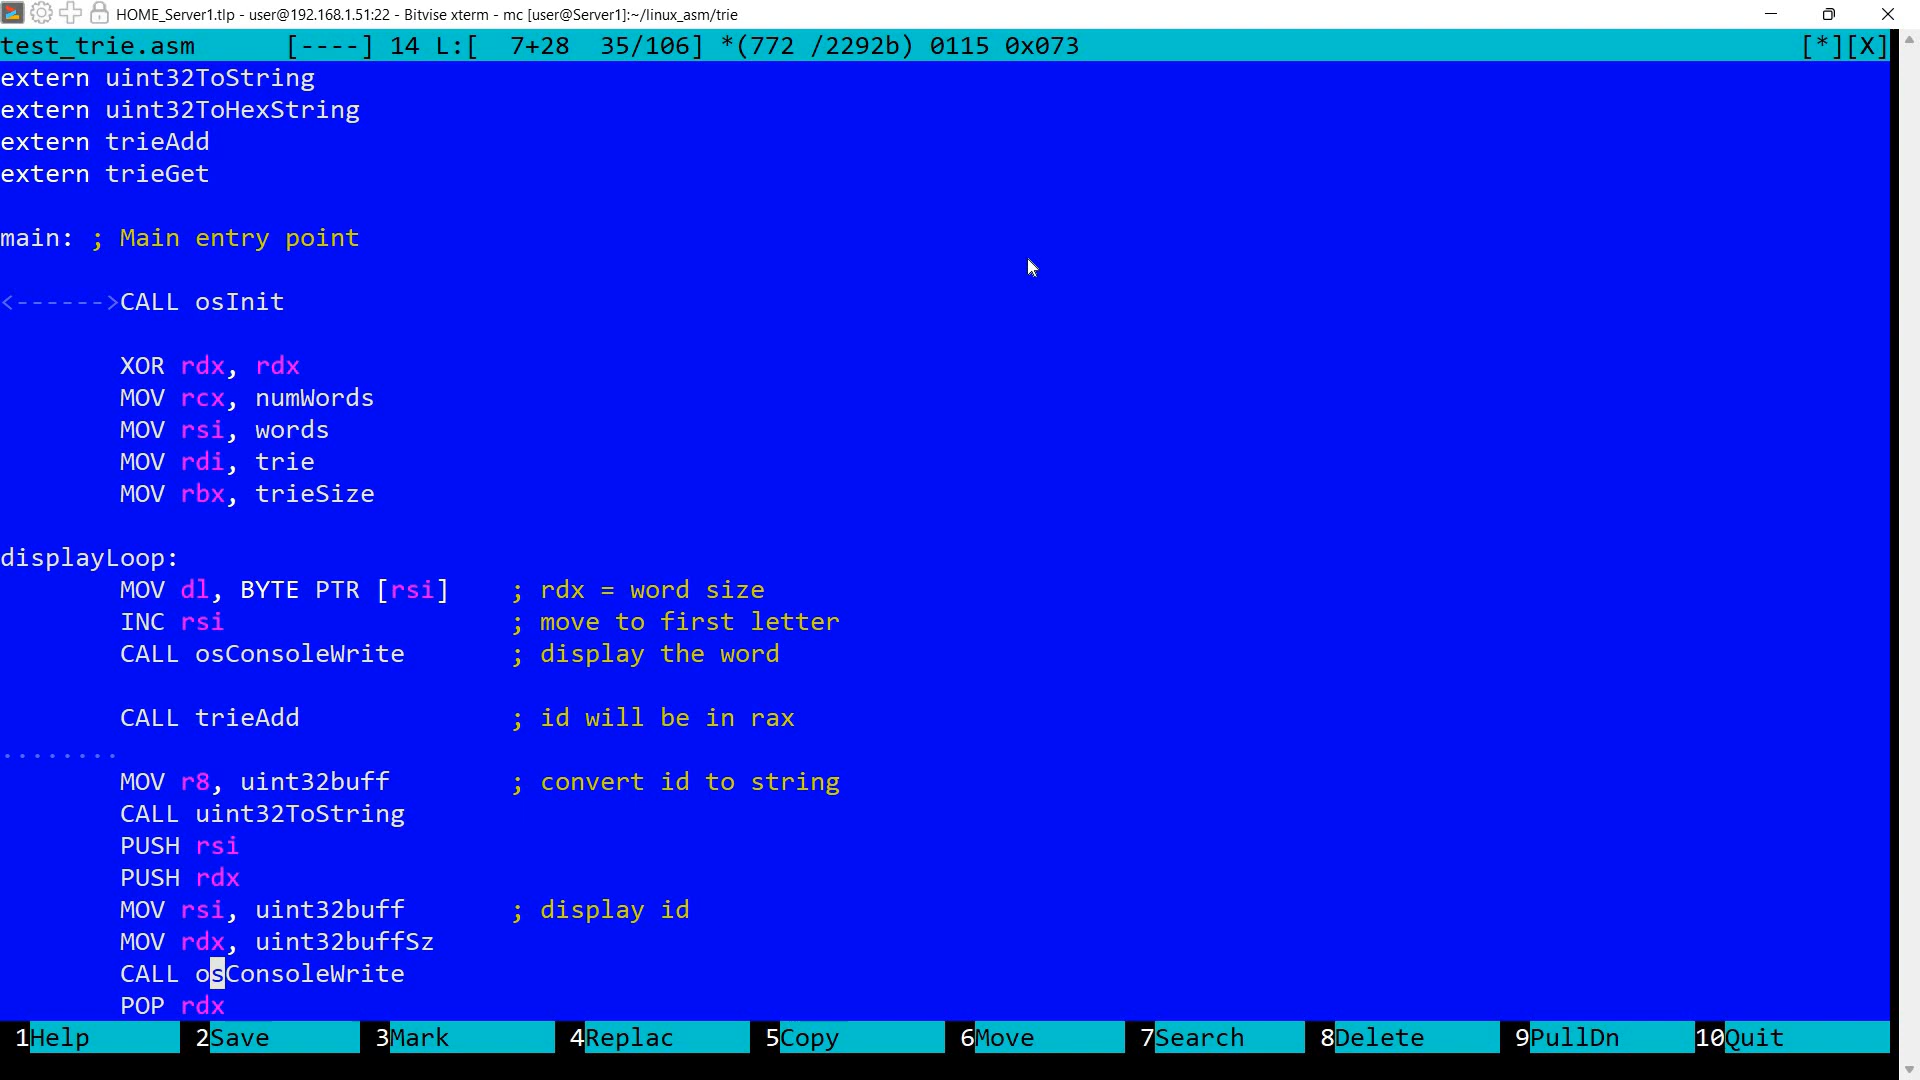 HOME_Server1.tlp - user@192.168.1.51:22 - Bitvise xterm - mc [user@Server1]:~/linux_asm/trie
test_trie.asm      [----] 14 L:[  7+28  35/106] *(772 /2292b) 0115 0x073                [*][X]
extern uint32ToString
extern uint32ToHexString
extern trieAdd
extern trieGet
main: ; Main entry point
<------>CALL osInit
XOR rdx, rdx
MOV rcx, numWords
MOV rsi, words
MOV rdi, trie
MOV rbx, trieSize
displayLoop:
MOV dl, BYTE PTR [rsi]    ; rdx = word size
INC rsi                   ; move to first letter
CALL osConsoleWrite       ; display the word
CALL trieAdd              ; id will be in rax
........
MOV r8, uint32buff        ; convert id to string
CALL uint32ToString
PUSH rsi
PUSH rdx
MOV rsi, uint32buff       ; display id
MOV rdx, uint32buffSz
CALL osConsoleWrite
POP rdx
1Help 2Save 3Mark 4Replac 5Copy 6Move 7Search 8Delete 9PullDn 10Quit